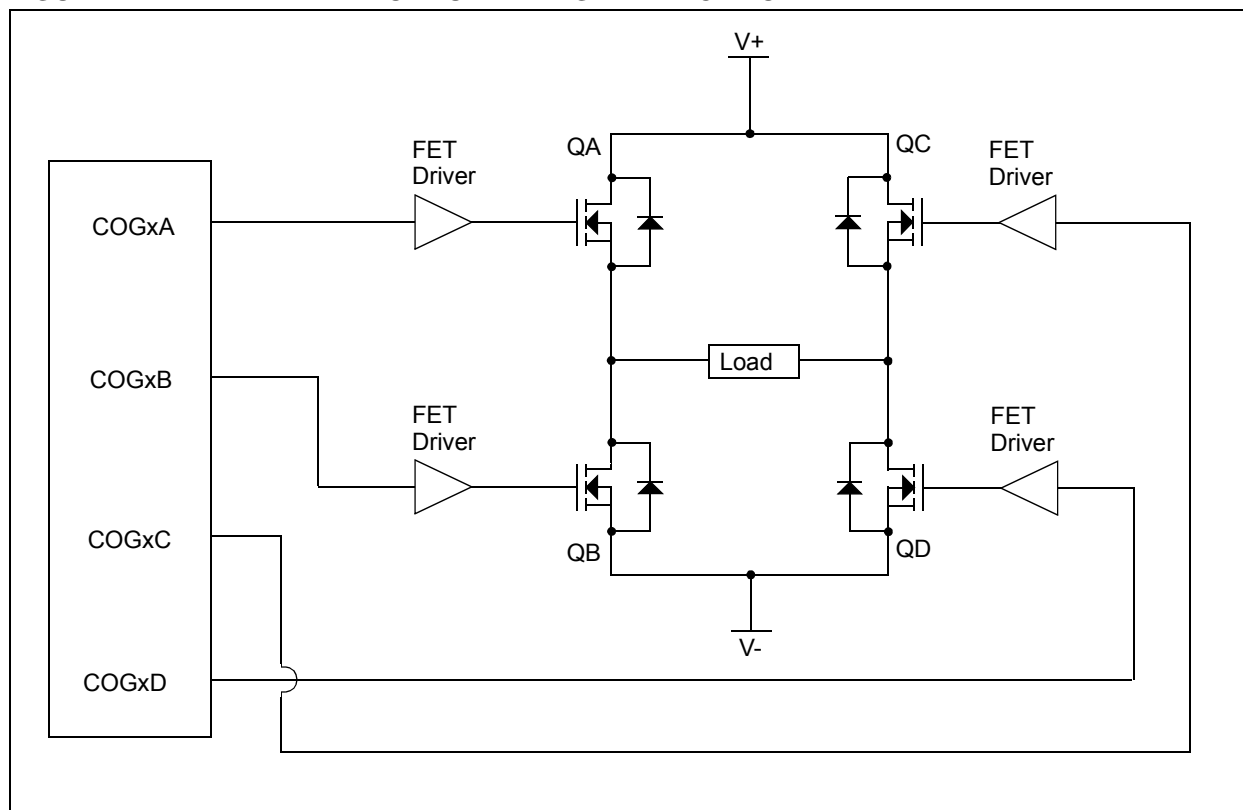 V+
QA
QC
FET
Driver
FET
Driver
COGxA
Load
COGxB
FET
Driver
FET
Driver
COGxC
QB
QD
V-
COGxD